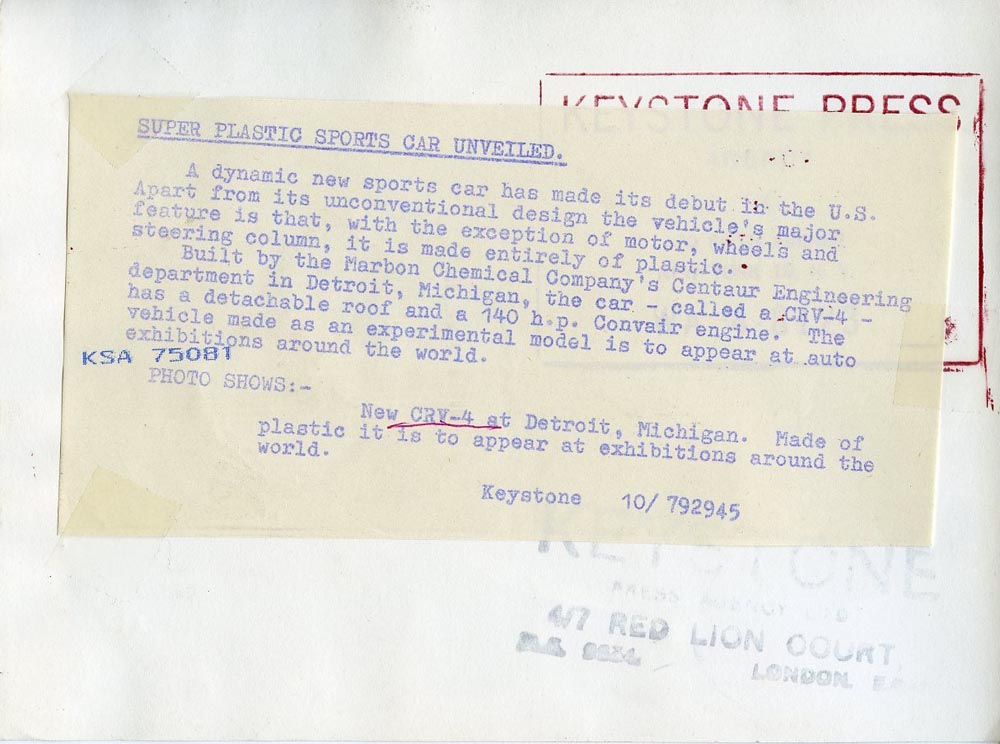 KEYSTONE PRESS
SUPER PLASTIC SPORTS CAR UNVEILED.
A dynamic new sports car has made its debut in the U.S.
Apart from its unconventional design the vehicle's major
feature is that, with the exception of motor, wheels and
steering column, it is made entirely of plastic.
Built by the Marbon Chemical Company's Centaur Engineering
department in Detroit, Michigan, the car - called a CRV-4 -
has a detachable roof and a 140 h.p. Convair engine. The
vehicle made as an experimental model is to appear at auto
exhibitions around the world.
KSA 75081
PHOTO SHOWS:-
New CRV-4 at Detroit, Michigan. Made of
plastic it is to appear at exhibitions around the
world.
Keystone 10/ 792945
KEYSTONE
PRESS AGENCY LTD
4/7 RED LION COURT
LONDON.